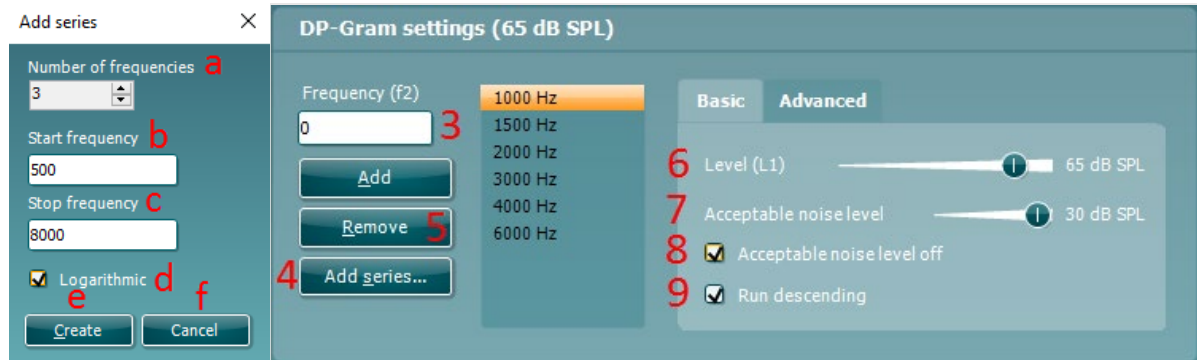 Add series
Number of frequencies a
3
Start frequency b
500
Stop frequency c
8000
Logarithmic d
e f
Create Cancel
DP-Gram settings (65 dB SPL)
Frequency (f2)
0 3
Add
Remove 5
4 Add series...
1000 Hz
1500 Hz
2000 Hz
3000 Hz
4000 Hz
6000 Hz
Basic Advanced
6 Level (L1) 65 dB SPL
7 Acceptable noise level 30 dB SPL
8 Acceptable noise level off
9 Run descending